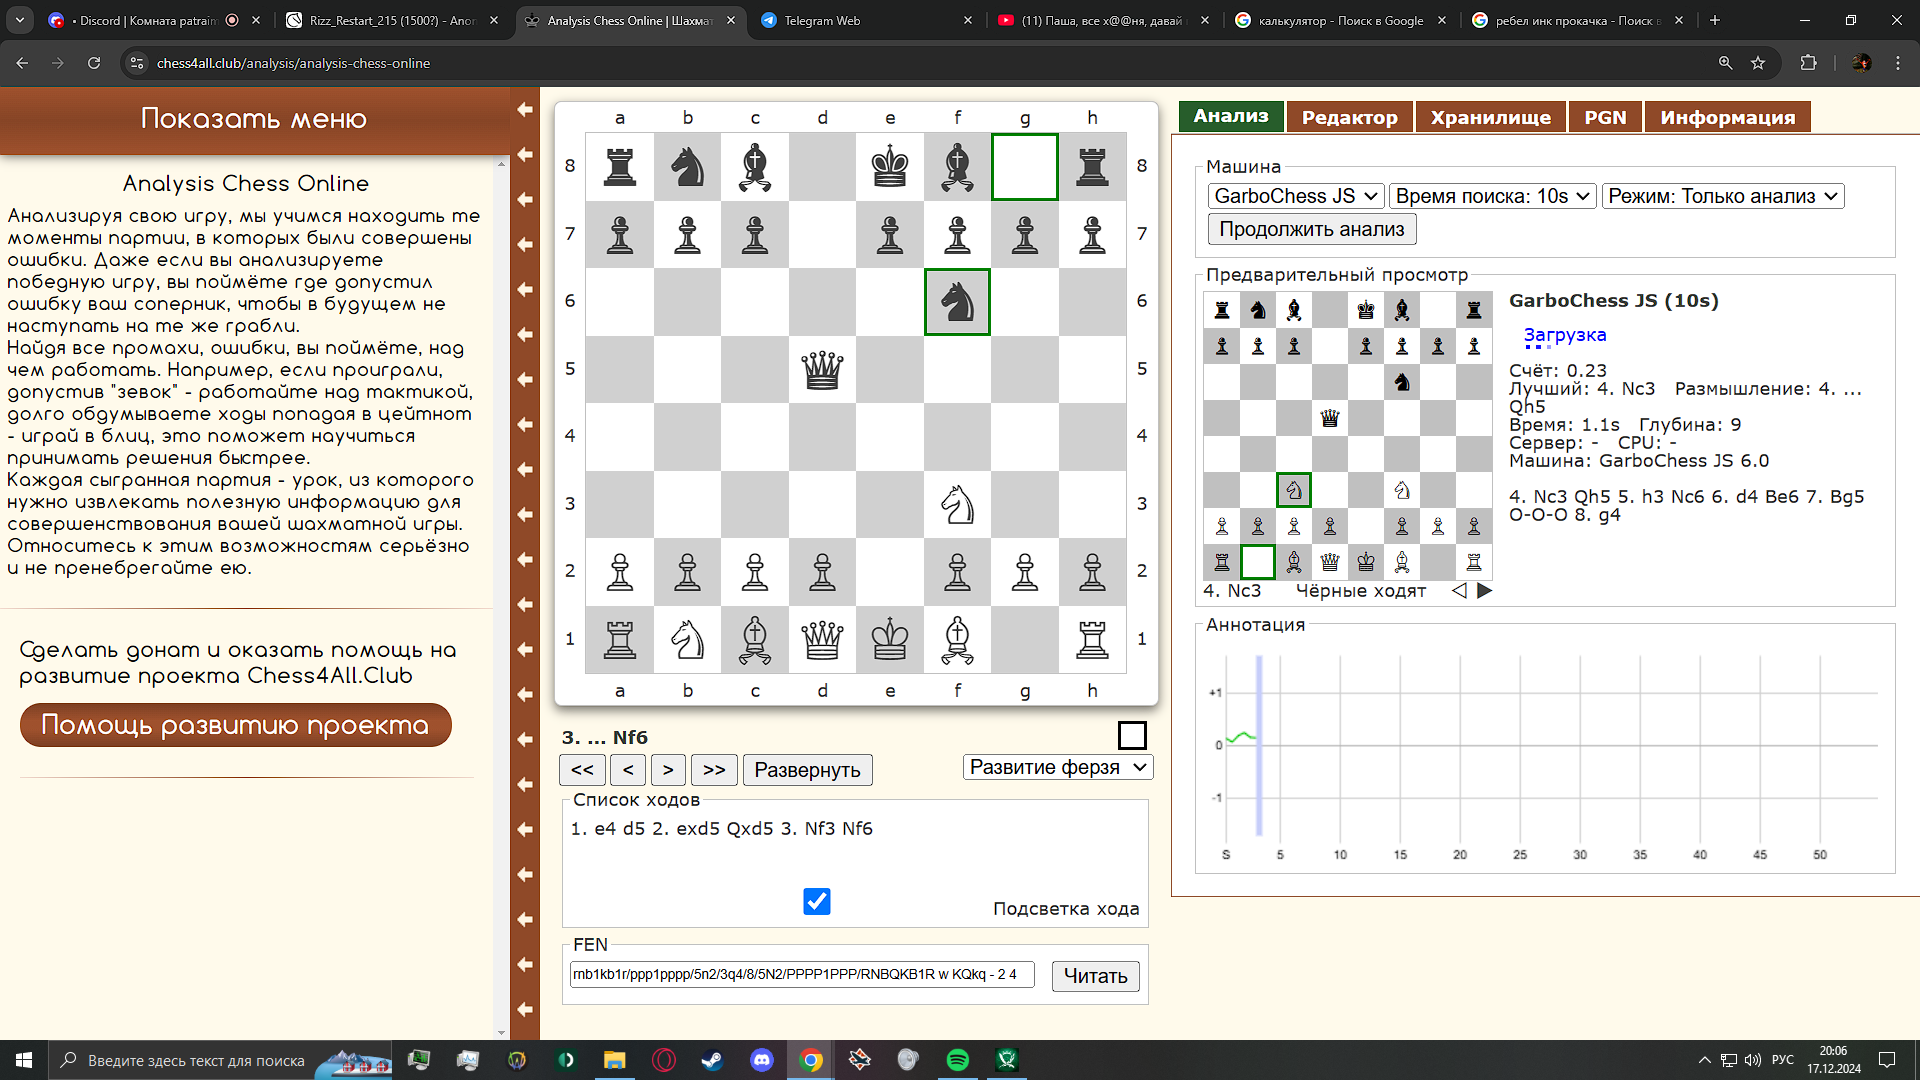 • Discord | Комната patraim
Rizz_Restart_215 (1500?) - Anon
Analysis Chess Online | Шахмат
Telegram Web
(11) Паша, все х@@ня, давай
калькулятор - Поиск в Google
ребел инк прокачка - Поиск в
chess4all.club/analysis/analysis-chess-online
Показать меню
Analysis Chess Online
Анализируя свою игру, мы учимся находить те
моменты партии, в которых были совершены
ошибки. Даже если вы анализируете
победную игру, вы поймёте где допустил
ошибку ваш соперник, чтобы в будущем не
наступать на те же грабли.
Найдя все промахи, ошибки, вы поймёте, над
чем работать. Например, если проиграли,
допустив "зевок" - работайте над тактикой,
долго обдумываете ходы попадая в цейтнот
- играй в блиц, это поможет научиться
принимать решения быстрее.
Каждая сыгранная партия - урок, из которого
нужно извлекать полезную информацию для
совершенствования вашей шахматной игры.
Относитесь к этим возможностям серьёзно
и не пренебрегайте ею.
Сделать донат и оказать помощь на
развитие проекта Chess4All.Club
Помощь развитию проекта
a b c d e f g h
8 8
7 7
6 6
5 5
4 4
3 3
2 2
1 1
a b c d e f g h
3. ... Nf6
<< < > >> Развернуть
Развитие ферзя
Список ходов
1. e4 d5 2. exd5 Qxd5 3. Nf3 Nf6
Подсветка хода
FEN
rnb1kb1r/ppp1pppp/5n2/3q4/8/5N2/PPPP1PPP/RNBQKB1R w KQkq - 2 4
Читать
Анализ Редактор Хранилище PGN Информация
Машина
GarboChess JS Время поиска: 10s Режим: Только анализ
Продолжить анализ
Предварительный просмотр
GarboChess JS (10s)
Загрузка
Счёт: 0.23
Лучший: 4. Nc3 Размышление: 4. ...
Qh5
Время: 1.1s Глубина: 9
Сервер: - CPU: -
Машина: GarboChess JS 6.0
4. Nc3 Qh5 5. h3 Nc6 6. d4 Be6 7. Bg5
O-O-O 8. g4
4. Nc3 Чёрные ходят
Аннотация
+1
0
-1
S 5 10 15 20 25 30 35 40 45 50
Введите здесь текст для поиска
РУС
20:06
17.12.2024